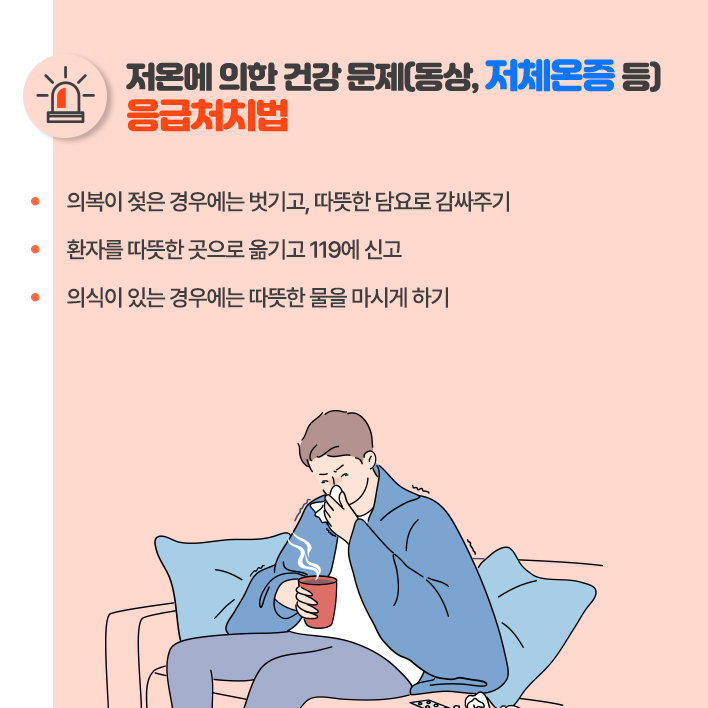 저온에 의한 건강 문제(동상, 저체온증 등)
응급처치법
의복이 젖은 경우에는 벗기고, 따뜻한 담요로 감싸주기
환자를 따뜻한 곳으로 옮기고 119에 신고
의식이 있는 경우에는 따뜻한 물을 마시게 하기